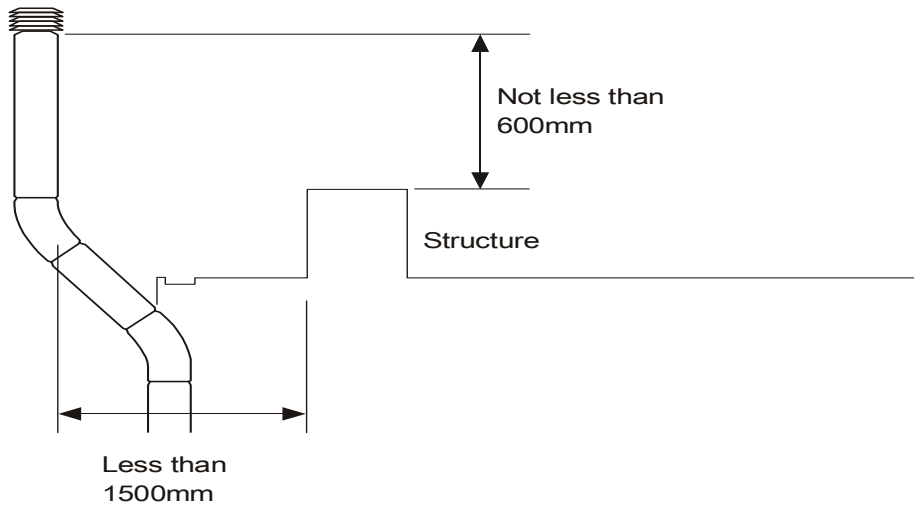 Not less than
600mm
Structure
Less than
1500mm